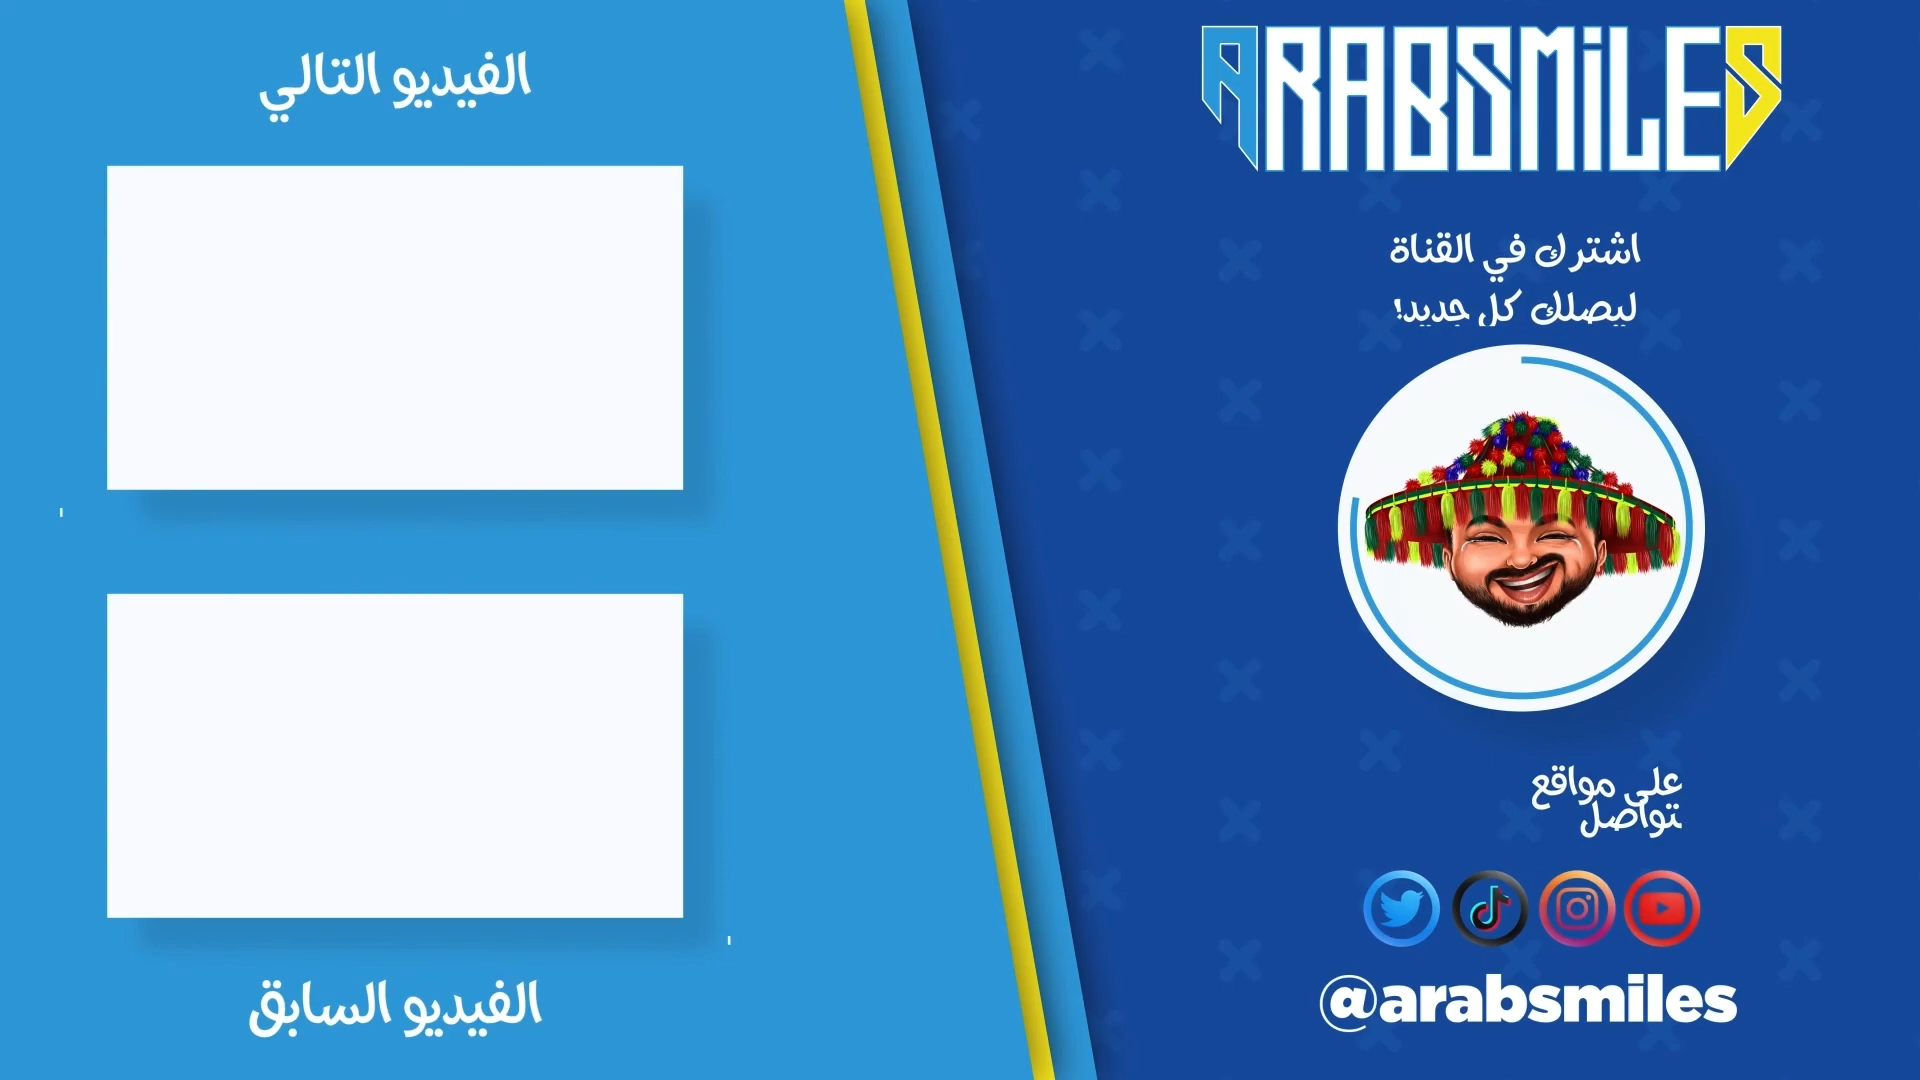 الفيديو التالي
الفيديو السابق
ARABSMiLES
اشترك في القناة
ليصلك كل جديد!
على مواقع
تواصل
@arabsmiles